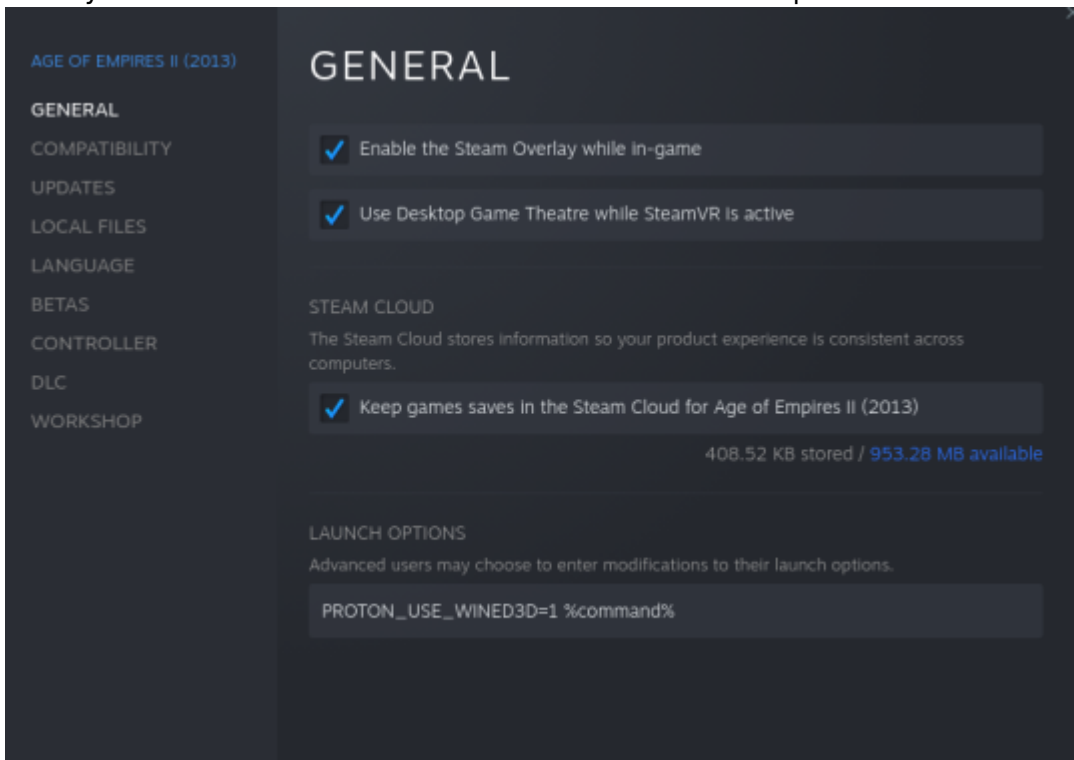 AGE OF EMPIRES II (2013)
GENERAL
COMPATIBILITY
UPDATES
LOCAL FILES
LANGUAGE
BETAS
CONTROLLER
DLC
WORKSHOP
GENERAL
Enable the Steam Overlay while in-game
Use Desktop Game Theatre while SteamVR is active
STEAM CLOUD
The Steam Cloud stores information so your product experience is consistent across
computers.
Keep games saves in the Steam Cloud for Age of Empires II (2013)
408.52 KB stored / 953.28 MB available
LAUNCH OPTIONS
Advanced users may choose to enter modifications to their launch options.
PROTON_USE_WINED3D=1 %command%